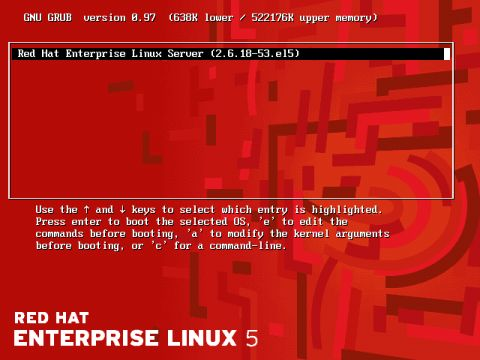 GNU GRUB  version 0.97  (638K lower / 522176K upper memory)
Red Hat Enterprise Linux Server (2.6.18-53.el5)
Use the ↑ and ↓ keys to select which entry is highlighted.
Press enter to boot the selected OS, 'e' to edit the
commands before booting, 'a' to modify the kernel arguments
before booting, or 'c' for a command-line.
RED HAT
ENTERPRISE LINUX 5